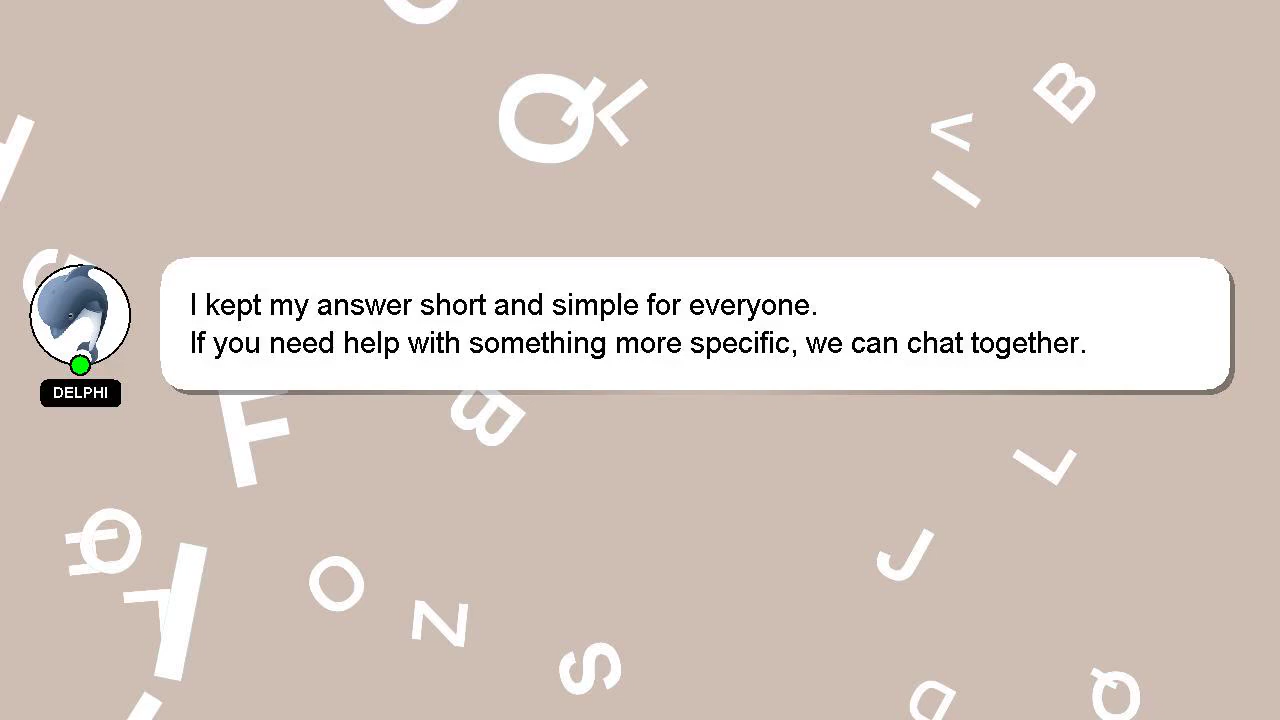 I kept my answer short and simple for everyone.
If you need help with something more specific, we can chat together.
DELPHI